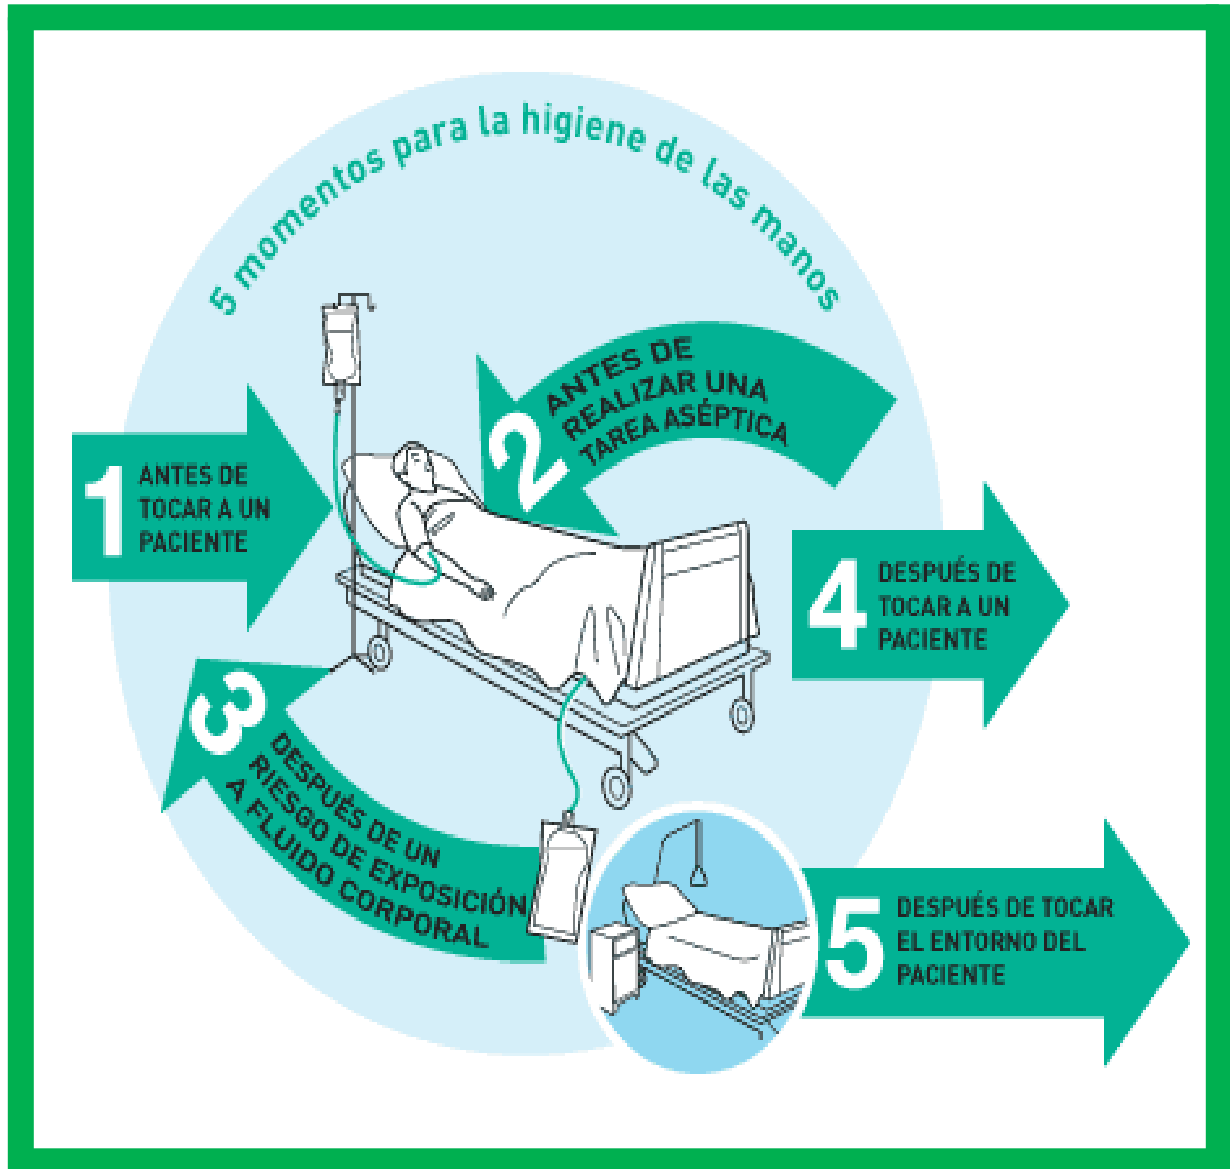 5 momentos para la higiene de las manos
1
ANTES DE
TOCAR A UN
PACIENTE
2
ANTES DE
REALIZAR UNA
TAREA ASÉPTICA
3
DESPUÉS DE UN
RIESGO DE EXPOSICIÓN
A FLUIDO CORPORAL
4
DESPUÉS DE
TOCAR A UN
PACIENTE
5
DESPUÉS DE TOCAR
EL ENTORNO DEL
PACIENTE